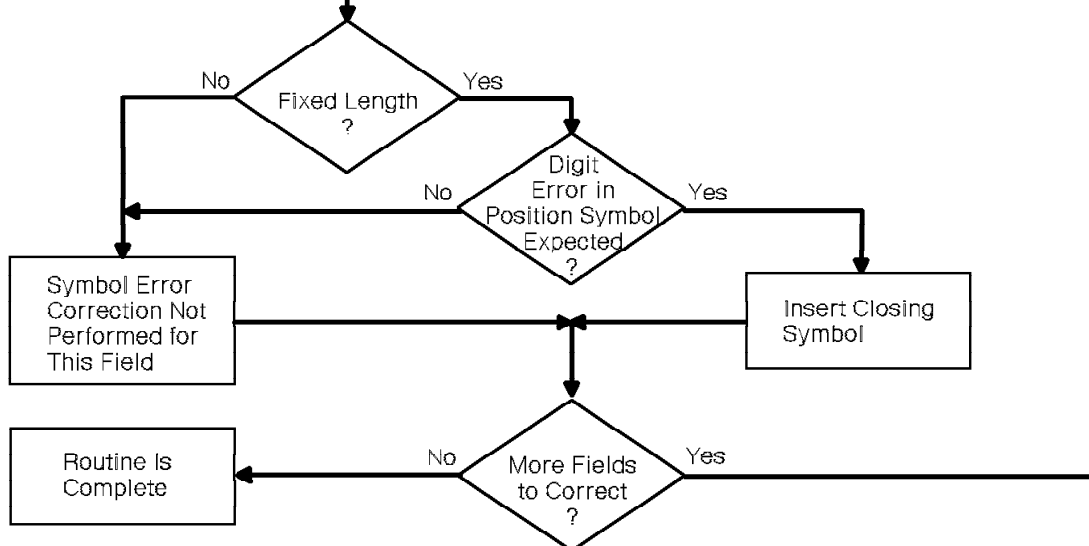 No
Yes
Fixed Length
?
No
Yes
Digit
Error in
Position Symbol
Expected
?
Symbol Error
Correction Not
Performed for
This Field
Insert Closing
Symbol
Routine Is
Complete
No
Yes
More Fields
to Correct
?